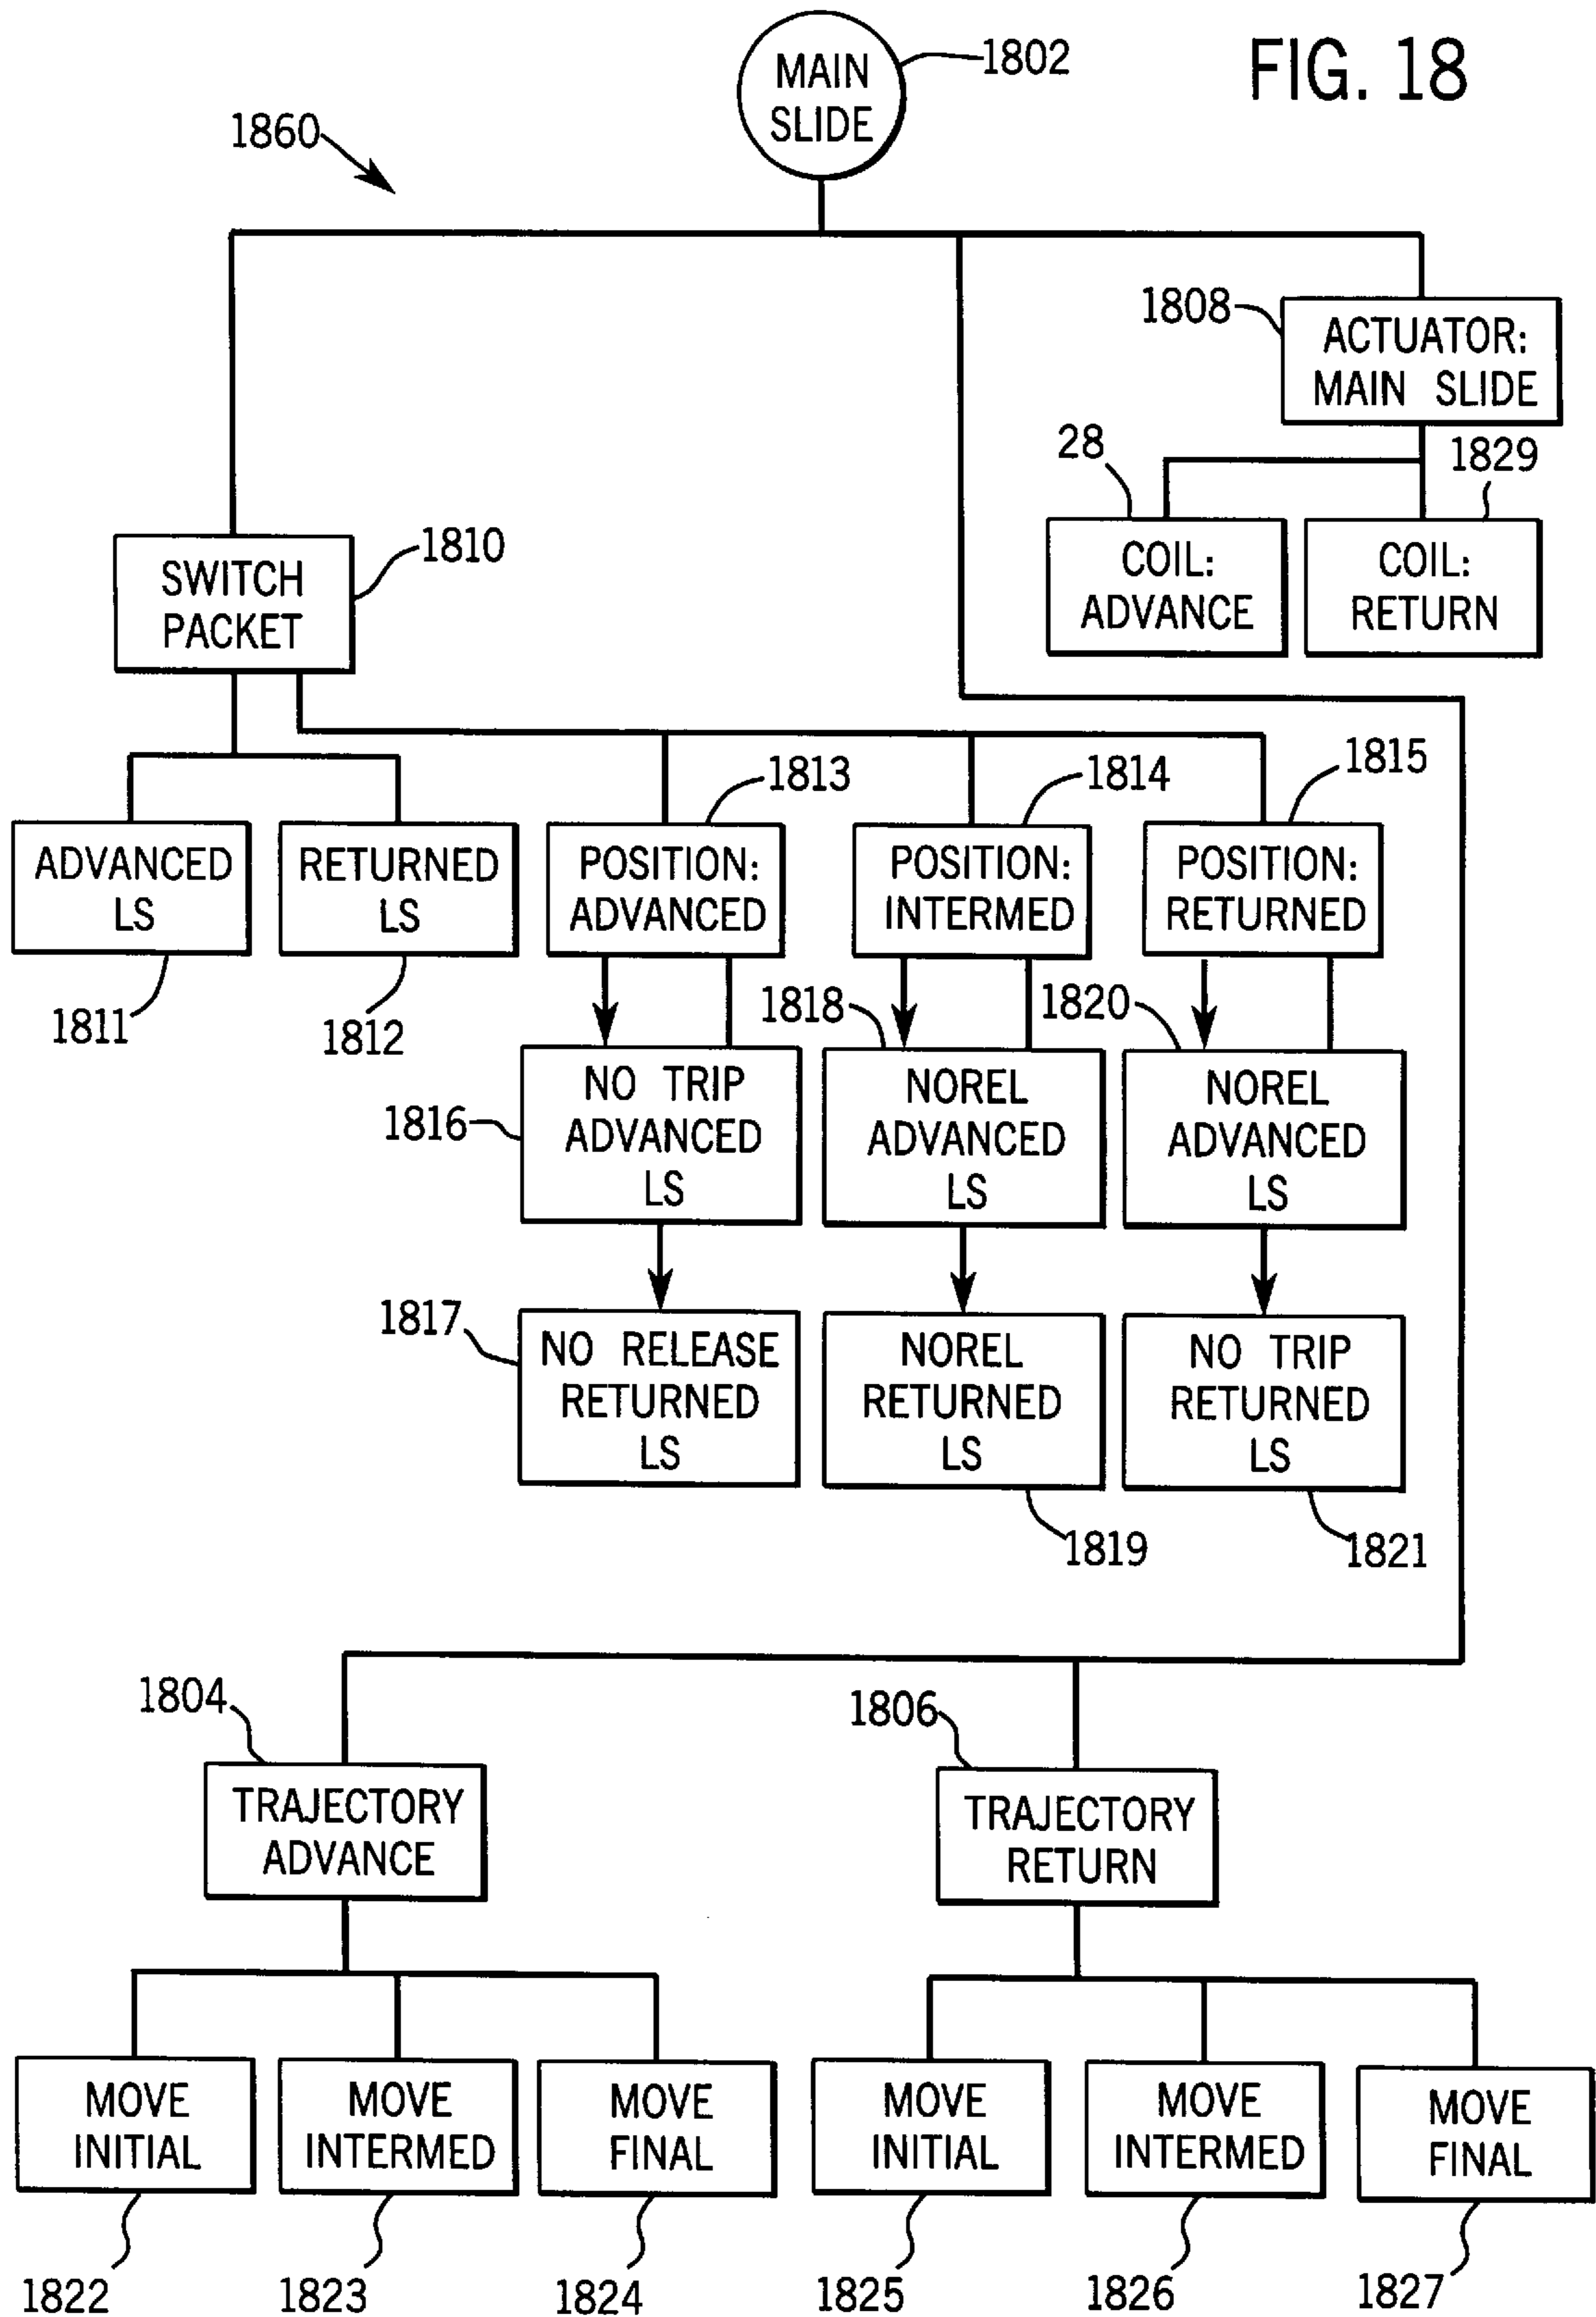 FIG. 18
MAIN
SLIDE
1802
1860
1808
ACTUATOR:
MAIN SLIDE
28
1829
COIL:
ADVANCE
COIL:
RETURN
1810
SWITCH
PACKET
1813
1814
1815
ADVANCED
LS
RETURNED
LS
POSITION:
ADVANCED
POSITION:
INTERMED
POSITION:
RETURNED
1811
1812
1818
1820
1816
NO TRIP
ADVANCED
LS
NOREL
ADVANCED
LS
NOREL
ADVANCED
LS
1817
NO RELEASE
RETURNED
LS
NOREL
RETURNED
LS
NO TRIP
RETURNED
LS
1819
1821
1804
1806
TRAJECTORY
ADVANCE
TRAJECTORY
RETURN
MOVE
INITIAL
MOVE
INTERMED
MOVE
FINAL
MOVE
INITIAL
MOVE
INTERMED
MOVE
FINAL
1822
1823
1824
1825
1826
1827